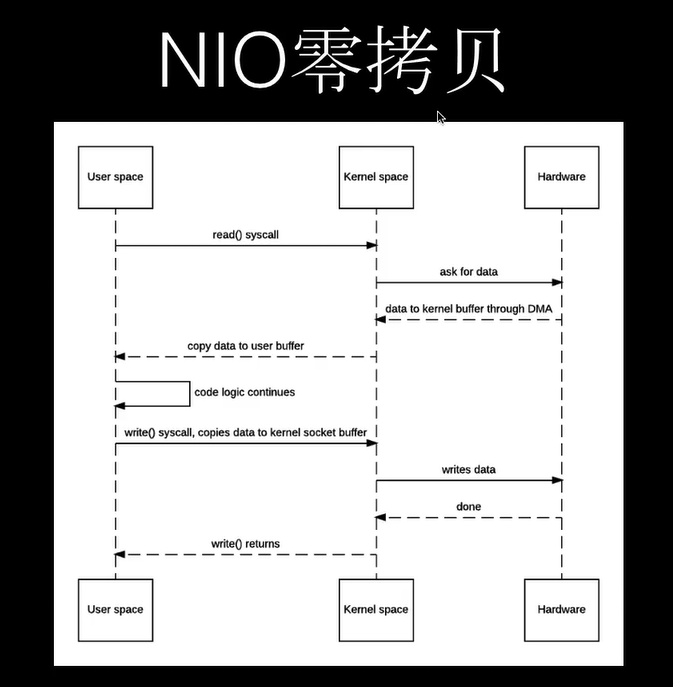 NIO零拷贝
User space
Kernel space
Hardware
read() syscall
ask for data
data to kernel buffer through DMA
copy data to user buffer
code logic continues
write() syscall, copies data to kernel socket buffer
writes data
done
write() returns
User space
Kernel space
Hardware